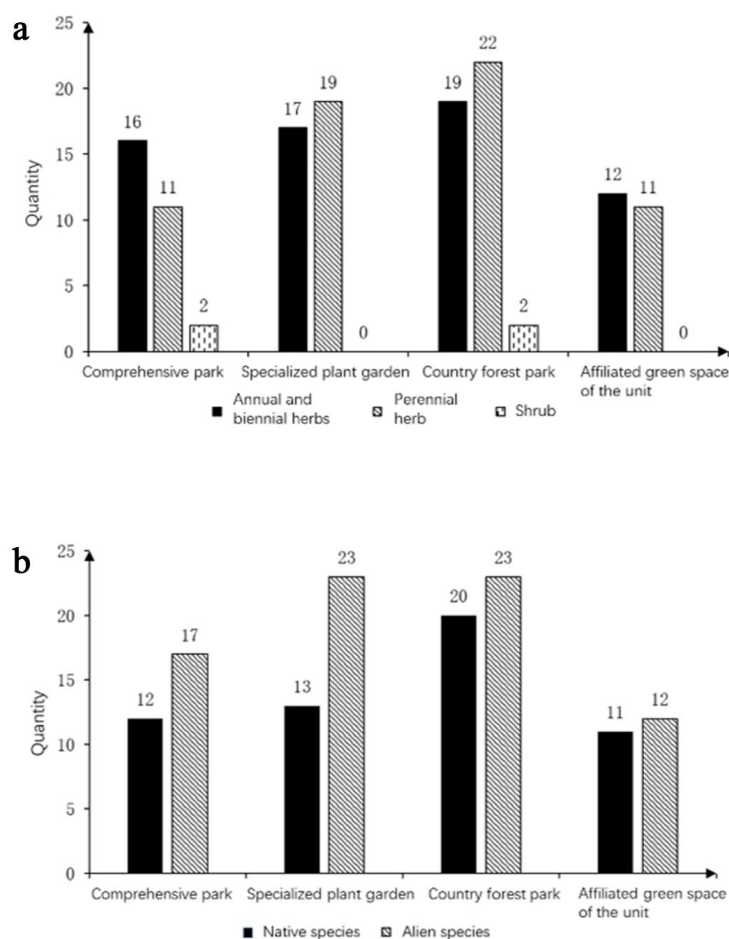 a
25
20
15
10
5
0
Quantity
16
11
2
17
19
0
19
22
2
12
11
0
Comprehensive park
Specialized plant garden
Country forest park
Affiliated green space
of the unit
Annual and
biennial herbs
Perennial
herb
Shrub
b
25
20
15
10
5
0
Quantity
12
17
13
23
20
23
11
12
Comprehensive park
Specialized plant garden
Country forest park
Affiliated green space
of the unit
Native species
Alien species